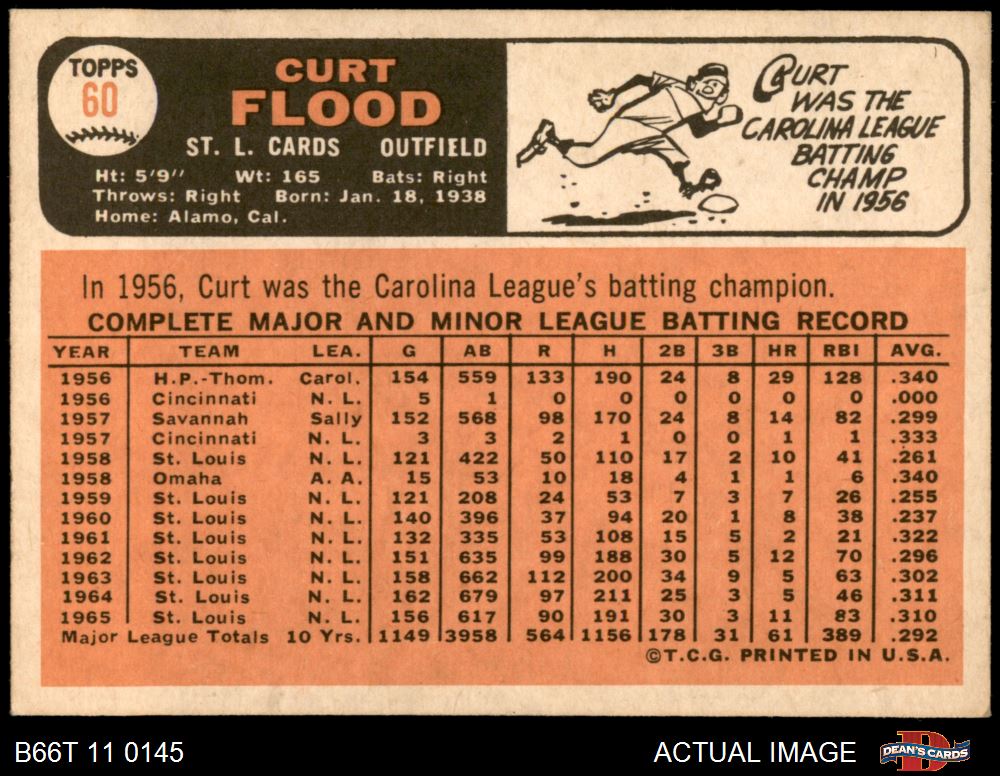 TOPPS
60
CURT
FLOOD
ST. L. CARDS OUTFIELD
Ht: 5'9" Wt: 165 Bats: Right
Throws: Right Born: Jan. 18, 1938
Home: Alamo, Cal.
CURT
WAS THE
CAROLINA LEAGUE
BATTING
CHAMP
IN 1956
In 1956, Curt was the Carolina League's batting champion.
COMPLETE MAJOR AND MINOR LEAGUE BATTING RECORD
YEAR TEAM LEA. G AB R H 2B 3B HR RBI AVG.
1956 H.P.-Thom. Carol. 154 559 133 190 24 8 29 128 .340
1956 Cincinnati N. L. 5 1 0 0 0 0 0 0 .000
1957 Savannah Sally 152 568 98 170 24 8 14 82 .299
1957 Cincinnati N. L. 3 3 2 1 0 0 1 1 .333
1958 St. Louis N. L. 121 422 50 110 17 2 10 41 .261
1958 Omaha A. A. 15 53 10 18 4 1 1 6 .340
1959 St. Louis N. L. 121 208 24 53 7 3 7 26 .255
1960 St. Louis N. L. 140 396 37 94 20 1 8 38 .237
1961 St. Louis N. L. 132 335 53 108 15 5 2 21 .322
1962 St. Louis N. L. 151 635 99 188 30 5 12 70 .296
1963 St. Louis N. L. 158 662 112 200 34 9 5 63 .302
1964 St. Louis N. L. 162 679 97 211 25 3 5 46 .311
1965 St. Louis N. L. 156 617 90 191 30 3 11 83 .310
Major League Totals 10 Yrs. 1149 3958 564 1156 178 31 61 389 .292
©T.C.G. PRINTED IN U.S.A.
B66T 11 0145 ACTUAL IMAGE
D
DEAN'S CARDS